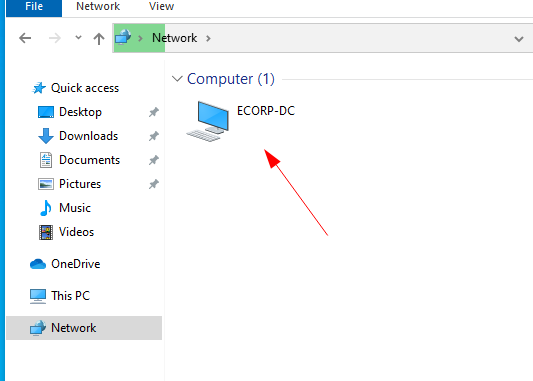 File Network View
Network
Computer (1)
ECORP-DC
Quick access
Desktop
Downloads
Documents
Pictures
Music
Videos
OneDrive
This PC
Network